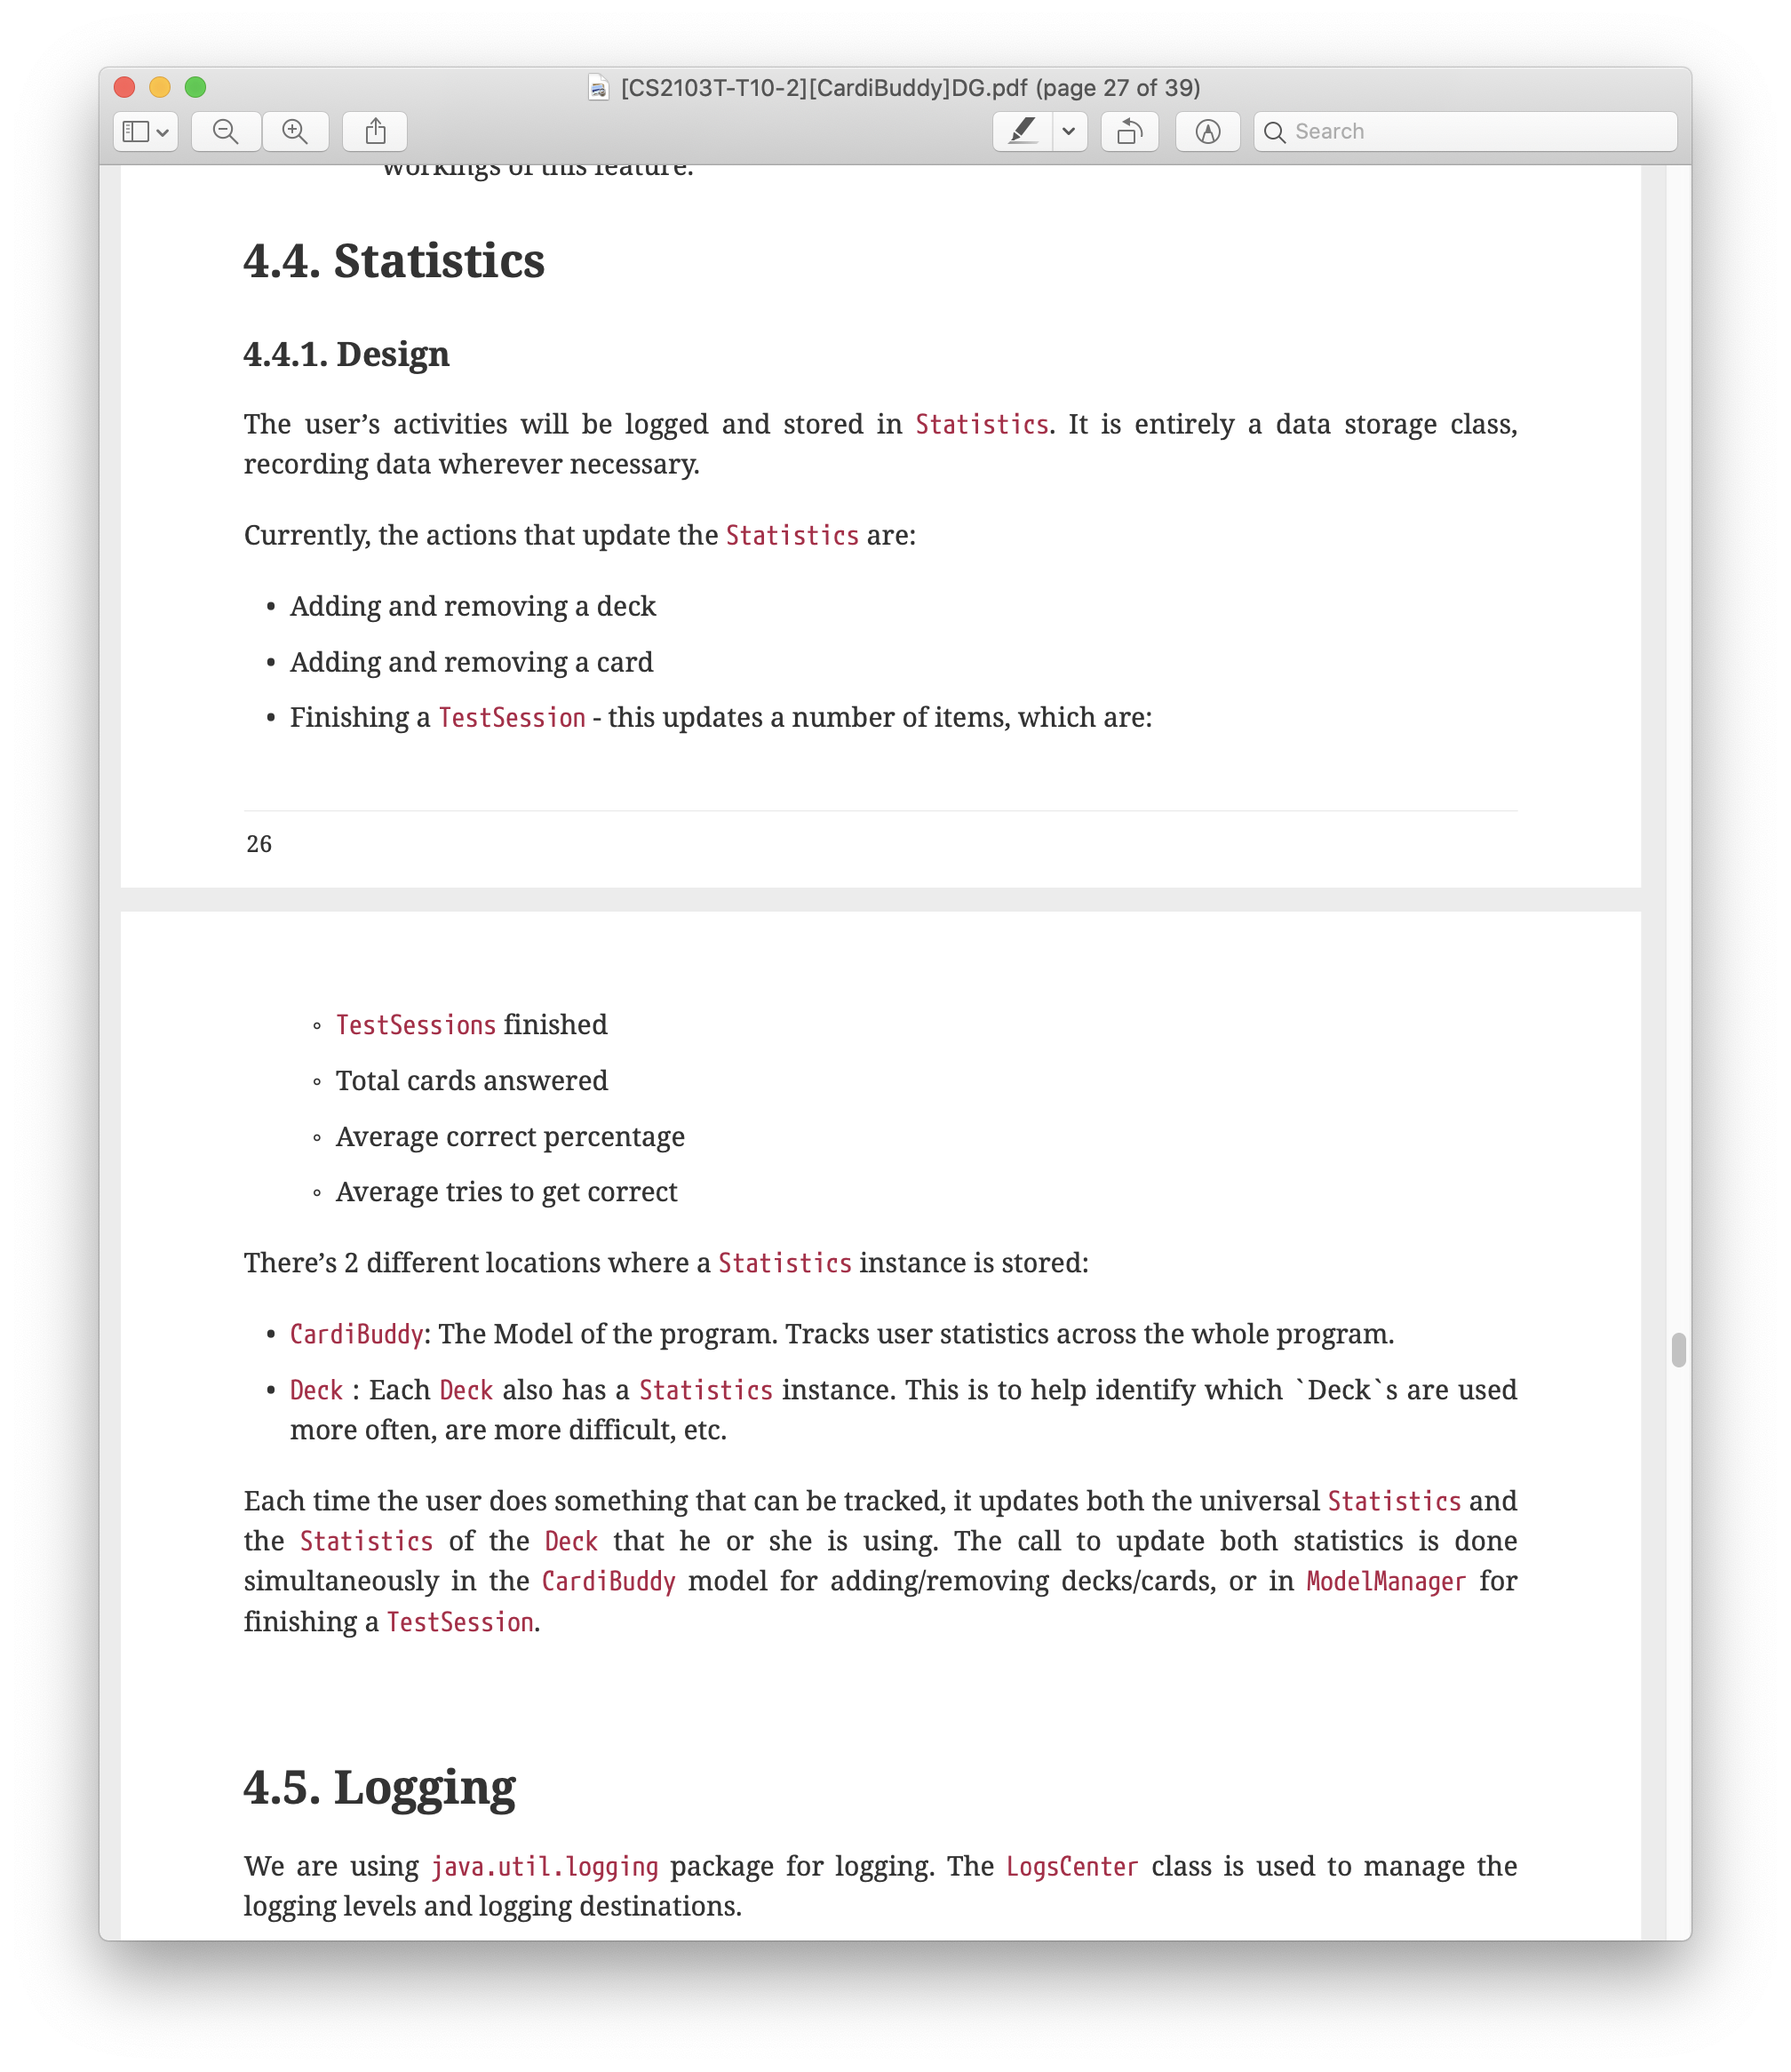 [CS2103T-T10-2][CardiBuddy]DG.pdf (page 27 of 39)
Search
workings of this feature.
4.4. Statistics
4.4.1. Design
The user’s activities will be logged and stored in Statistics. It is entirely a data storage class,
recording data wherever necessary.
Currently, the actions that update the Statistics are:
• Adding and removing a deck
• Adding and removing a card
• Finishing a TestSession - this updates a number of items, which are:
26
◦ TestSessions finished
◦ Total cards answered
◦ Average correct percentage
◦ Average tries to get correct
There’s 2 different locations where a Statistics instance is stored:
• CardiBuddy: The Model of the program. Tracks user statistics across the whole program.
• Deck : Each Deck also has a Statistics instance. This is to help identify which `Deck`s are used
more often, are more difficult, etc.
Each time the user does something that can be tracked, it updates both the universal Statistics and
the Statistics of the Deck that he or she is using. The call to update both statistics is done
simultaneously in the CardiBuddy model for adding/removing decks/cards, or in ModelManager for
finishing a TestSession.
4.5. Logging
We are using java.util.logging package for logging. The LogsCenter class is used to manage the
logging levels and logging destinations.